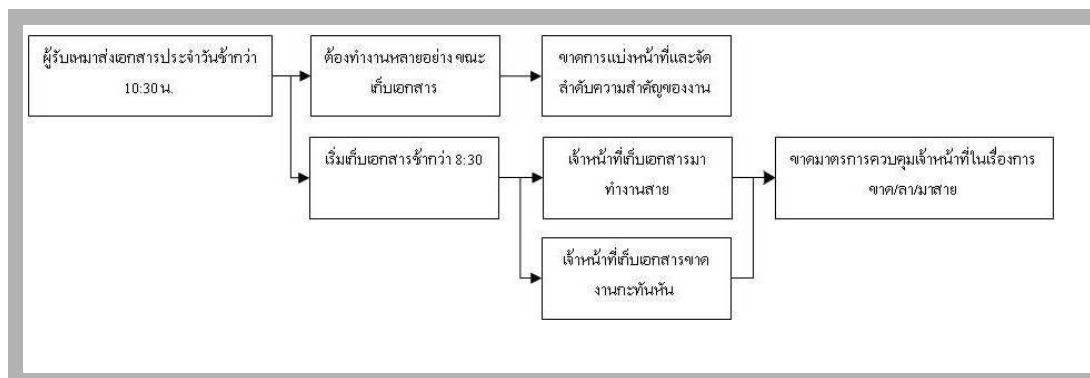 ผู้รับเหมาส่งเอกสารประจำวันช้ากว่า
10:30 น.
ต้องทำงานหลายอย่าง ขณะ
เก็บเอกสาร
ขาดการแบ่งหน้าที่และจัด
ลำดับความสำคัญของงาน
เริ่มเก็บเอกสารช้ากว่า 8:30
เจ้าหน้าที่เก็บเอกสารมา
ทำงานสาย
ขาดมาตรการควบคุมเจ้าหน้าที่ในเรื่องการ
ขาด/ลา/มาสาย
เจ้าหน้าที่เก็บเอกสารขาด
งานกะทันหัน